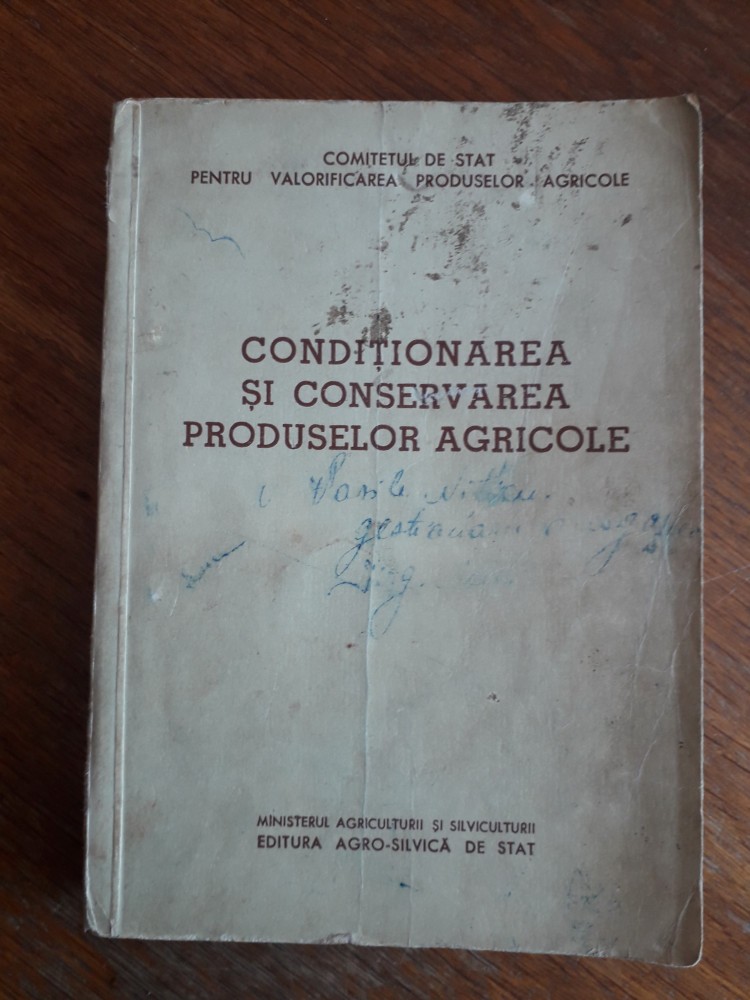 COMITETUL DE STAT
PENTRU VALORIFICAREA PRODUSELOR AGRICOLE
CONDIȚIONAREA
ȘI CONSERVAREA
PRODUSELOR AGRICOLE
Vasile
MINISTERUL AGRICULTURII ȘI SILVICULTURII
EDITURA AGRO-SILVICĂ DE STAT